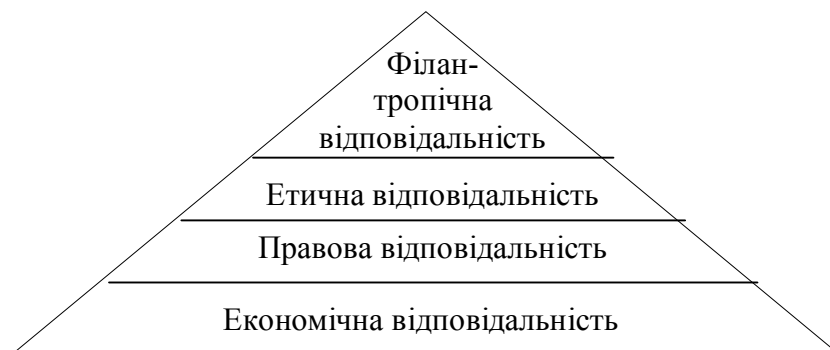 Філан-
тропічна
відповідальність
Етична відповідальність
Правова відповідальність
Економічна відповідальність